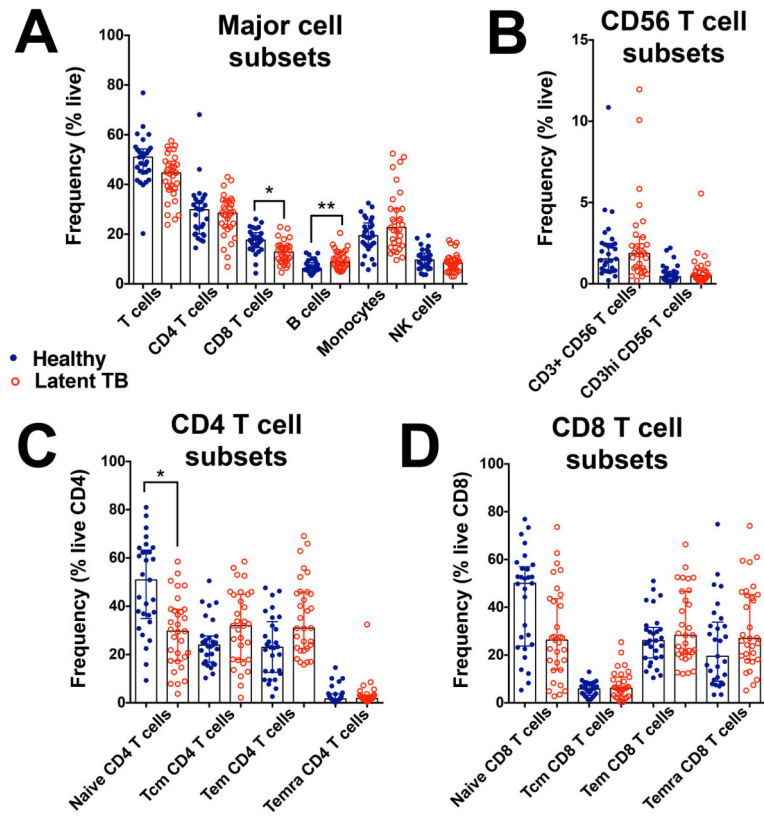 A
Major cell
subsets
Frequency (% live)
100
80
60
40
20
0
*
**
T cells
CD4 T cells
CD8 T cells
B cells
Monocytes
NK cells
B
CD56 T cell
subsets
Frequency (% live)
15
10
5
0
CD3+ CD56 T cells
CD3hi CD56 T cells
Healthy
Latent TB
C
CD4 T cell
subsets
Frequency (% live CD4)
100
80
60
40
20
0
*
Naive CD4 T cells
Tcm CD4 T cells
Tem CD4 T cells
Temra CD4 T cells
D
CD8 T cell
subsets
Frequency (% live CD8)
100
80
60
40
20
0
Naive CD8 T cells
Tcm CD8 T cells
Tem CD8 T cells
Temra CD8 T cells